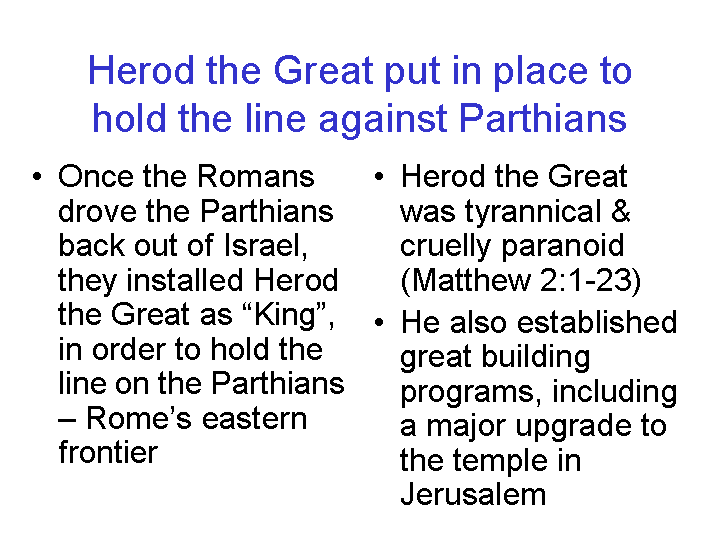 Herod the Great put in place to
hold the line against Parthians
• Once the Romans
drove the Parthians
back out of Israel,
they installed Herod
the Great as “King”,
in order to hold the
line on the Parthians
– Rome’s eastern
frontier
• Herod the Great
was tyrannical &
cruelly paranoid
(Matthew 2:1-23)
• He also established
great building
programs, including
a major upgrade to
the temple in
Jerusalem